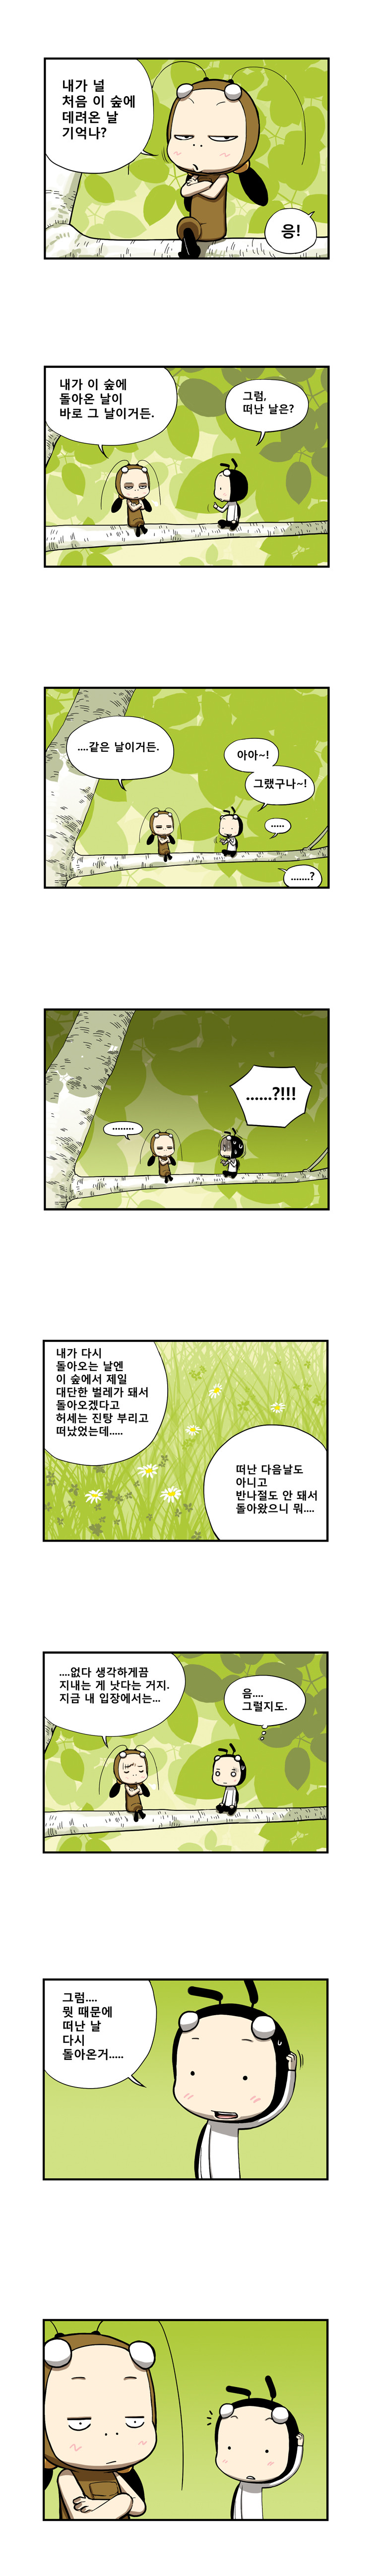 내가 널
처음 이 숲에
데려온 날
기억나?
응!
내가 이 숲에
돌아온 날이
바로 그 날이거든.
그럼,
떠난 날은?
....같은 날이거든.
아아~!
그랬구나~!
.....
.......?
......?!!!
........
내가 다시
돌아오는 날엔
이 숲에서 제일
대단한 벌레가 돼서
돌아오겠다고
허세는 진탕 부리고
떠났었는데.....
떠난 다음날도
아니고
반나절도 안 돼서
돌아왔으니 뭐....
....없다 생각하게끔
지내는 게 낫다는 거지.
지금 내 입장에서는...
음....
그럴지도.
그럼....
뭣 때문에
떠난 날
다시
돌아온거.....